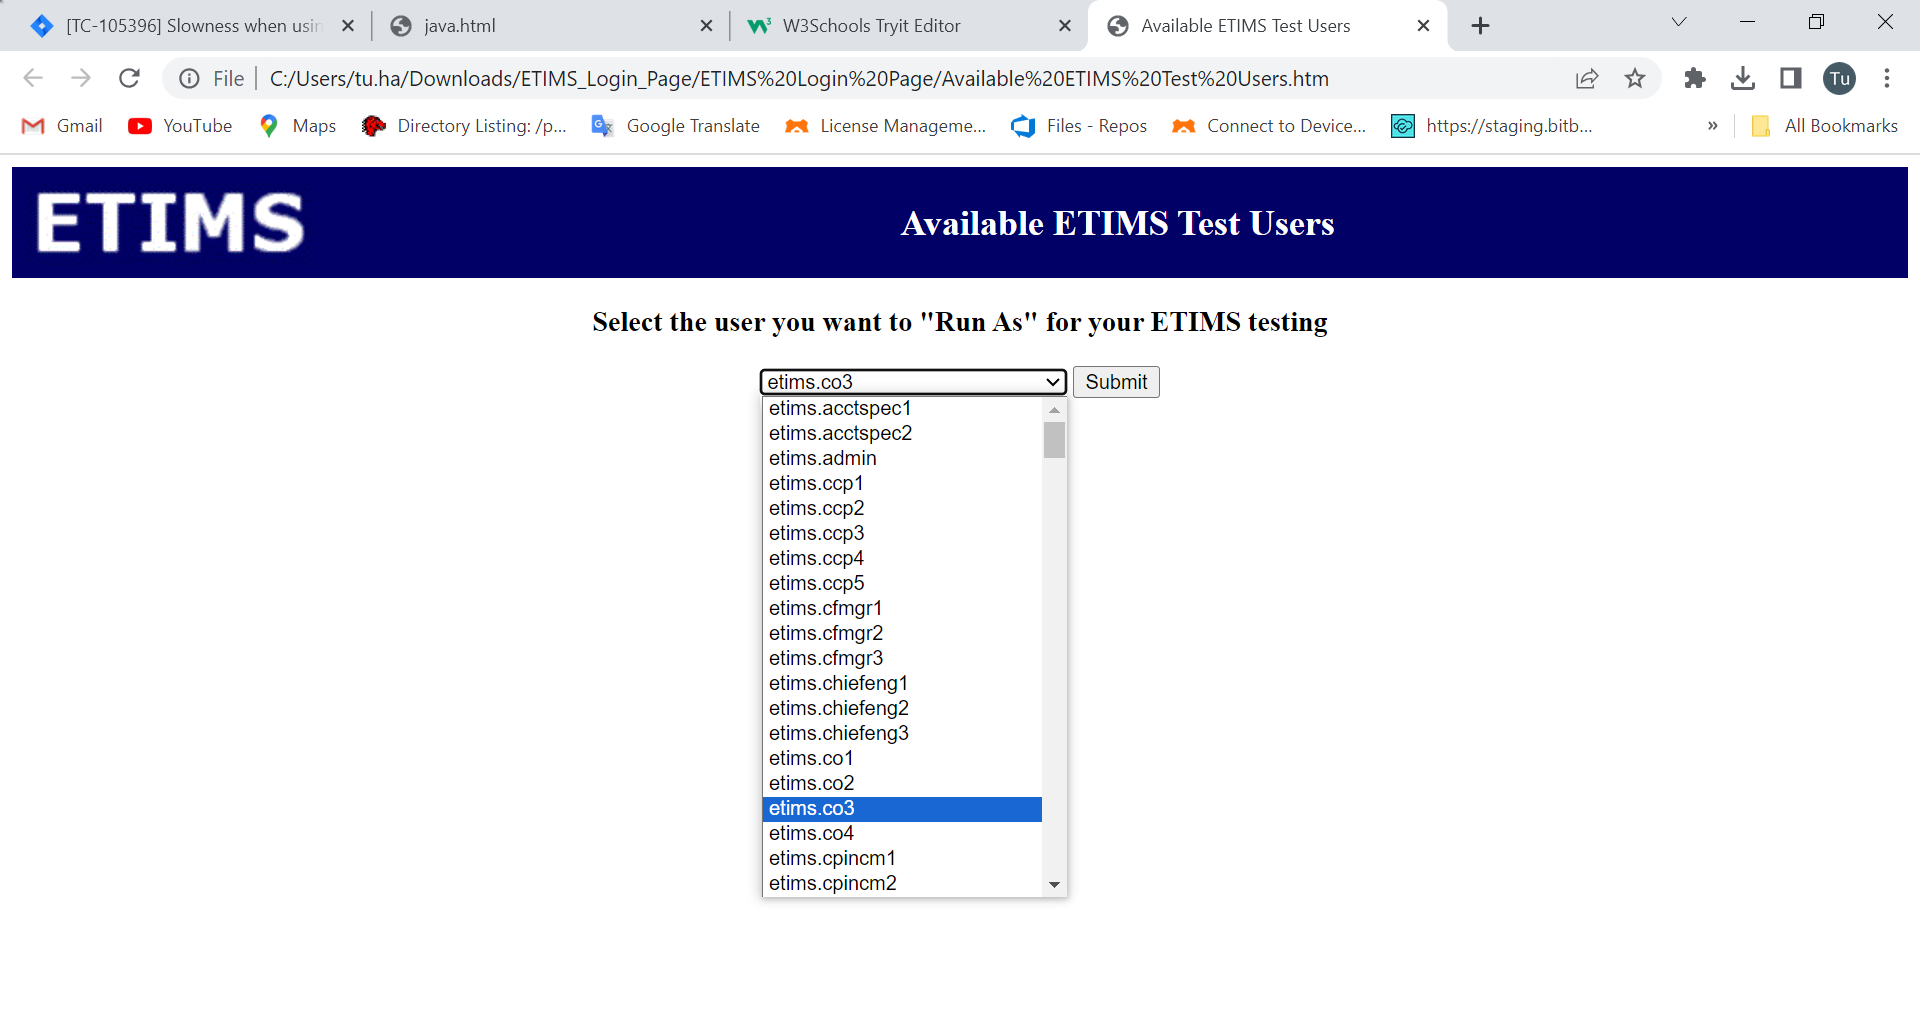 [TC-105396] Slowness when usin
java.html
W3Schools Tryit Editor
Available ETIMS Test Users
File
C:/Users/tu.ha/Downloads/ETIMS_Login_Page/ETIMS%20Login%20Page/Available%20ETIMS%20Test%20Users.htm
Tu
Gmail
YouTube
Maps
Directory Listing: /p...
Google Translate
License Manageme...
Files - Repos
Connect to Device...
https://staging.bitb...
»
All Bookmarks
ETIMS
Available ETIMS Test Users
Select the user you want to "Run As" for your ETIMS testing
etims.co3
Submit
etims.acctspec1
etims.acctspec2
etims.admin
etims.ccp1
etims.ccp2
etims.ccp3
etims.ccp4
etims.ccp5
etims.cfmgr1
etims.cfmgr2
etims.cfmgr3
etims.chiefeng1
etims.chiefeng2
etims.chiefeng3
etims.co1
etims.co2
etims.co3
etims.co4
etims.cpincm1
etims.cpincm2